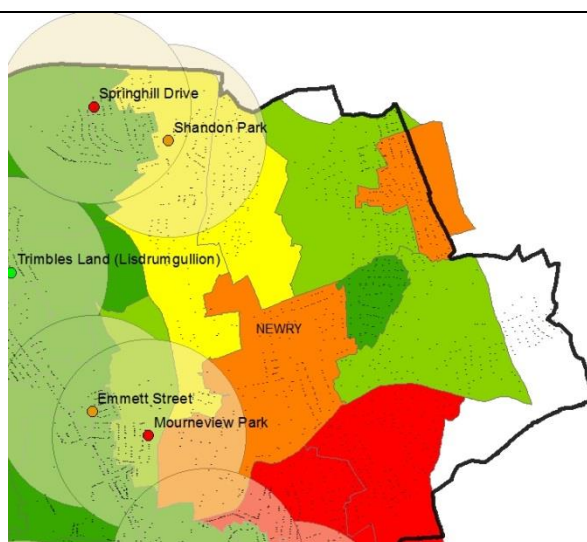 Springhill Drive
Shandon Park
Trimbles Land (Lisdrumgullion)
NEWRY
Emmett Street
Mourneview Park